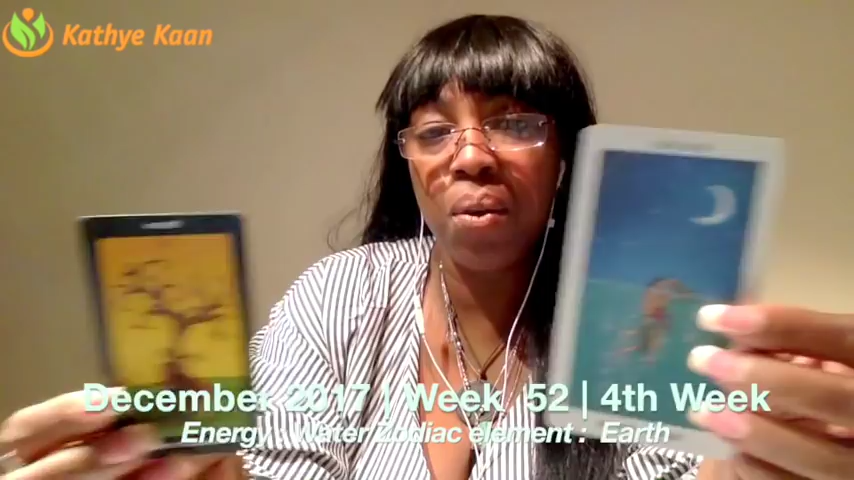 Kathye Kaan
December 2017 | Week 52 | 4th Week
Energy : Water Zodiac element : Earth